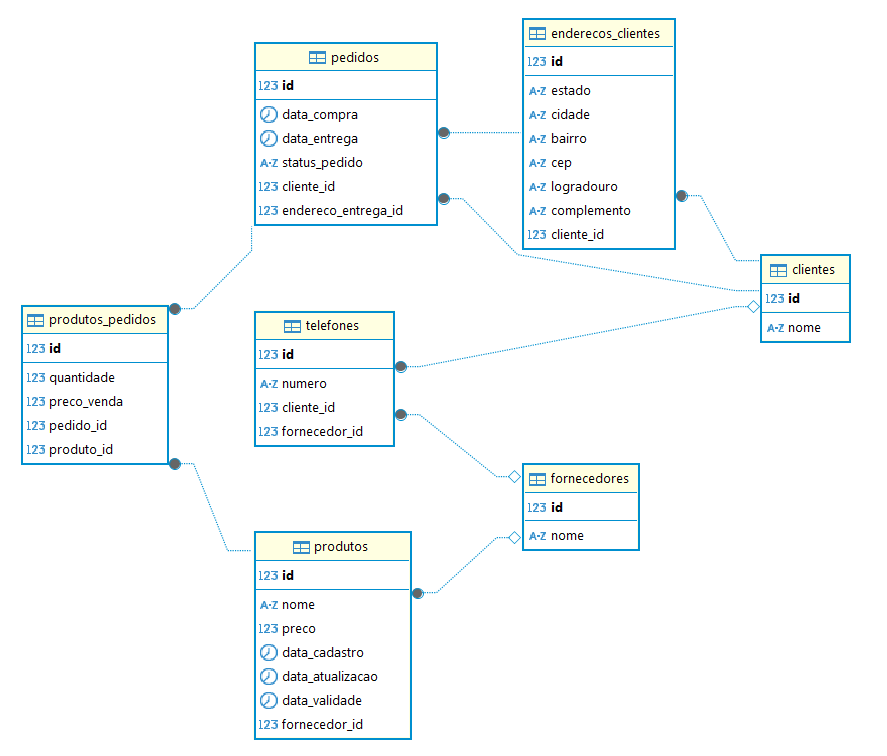 pedidos
123 id
data_compra
data_entrega
A-Z status_pedido
123 cliente_id
123 endereco_entrega_id
enderecos_clientes
123 id
A-Z estado
A-Z cidade
A-Z bairro
A-Z cep
A-Z logradouro
A-Z complemento
123 cliente_id
clientes
123 id
A-Z nome
produtos_pedidos
123 id
123 quantidade
123 preco_venda
123 pedido_id
123 produto_id
telefones
123 id
A-Z numero
123 cliente_id
123 fornecedor_id
fornecedores
123 id
A-Z nome
produtos
123 id
A-Z nome
123 preco
data_cadastro
data_atualizacao
data_validade
123 fornecedor_id